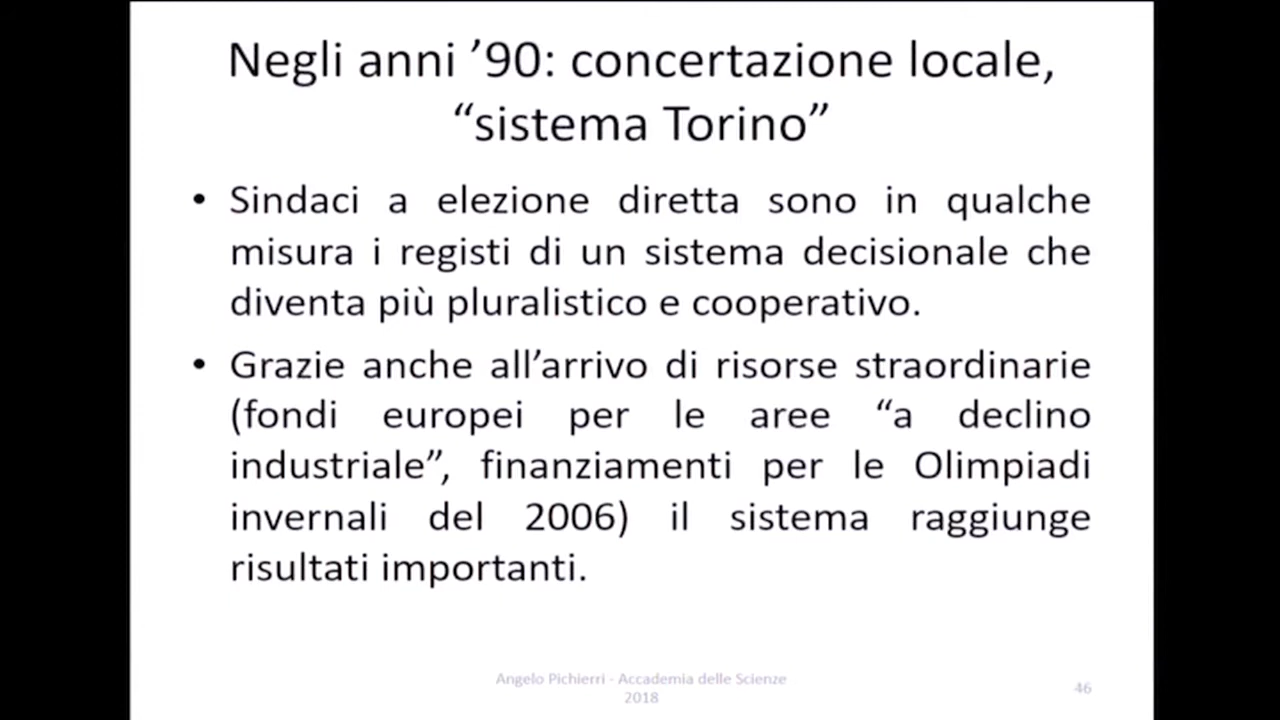 Negli anni ’90: concertazione locale,
“sistema Torino”
• Sindaci a elezione diretta sono in qualche
misura i registi di un sistema decisionale che
diventa più pluralistico e cooperativo.
• Grazie anche all’arrivo di risorse straordinarie
(fondi europei per le aree “a declino
industriale”, finanziamenti per le Olimpiadi
invernali del 2006) il sistema raggiunge
risultati importanti.
Angelo Pichierri - Accademia delle Scienze
2018
46